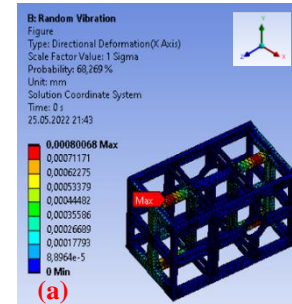 B: Random Vibration
Figure
Type: Directional Deformation(X Axis)
Scale Factor Value: 1 Sigma
Probability: 68,269 %
Unit: mm
Solution Coordinate System
Time: 0 s
25.05.2022 21:43
0,00080068 Max
0,00071171
0,00062275
0,00053379
0,00044482
0,00035586
0,00026689
0,00017793
8,8964e-5
0 Min
Max
(a)